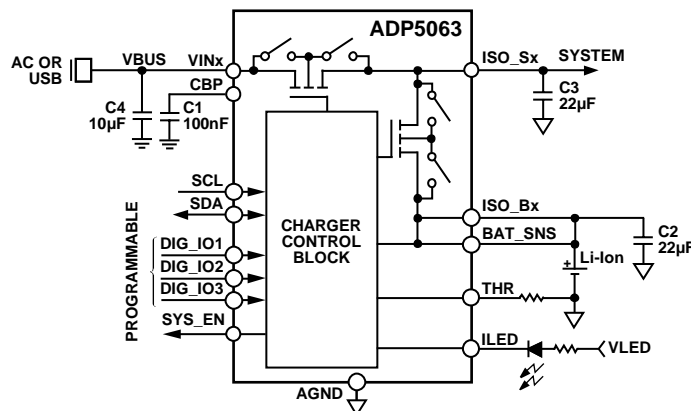 ADP5063
AC OR
USB
VBUS
VINx
CBP
C4
10µF
C1
100nF
ISO_Sx
SYSTEM
C3
22µF
SCL
SDA
PROGRAMMABLE
DIG_IO1
DIG_IO2
DIG_IO3
SYS_EN
CHARGER
CONTROL
BLOCK
ISO_Bx
BAT_SNS
C2
22µF
+
Li-Ion
THR
ILED
VLED
AGND